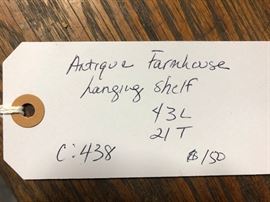 Antique Farmhouse
hanging shelf
43L
21T
C:438 $150